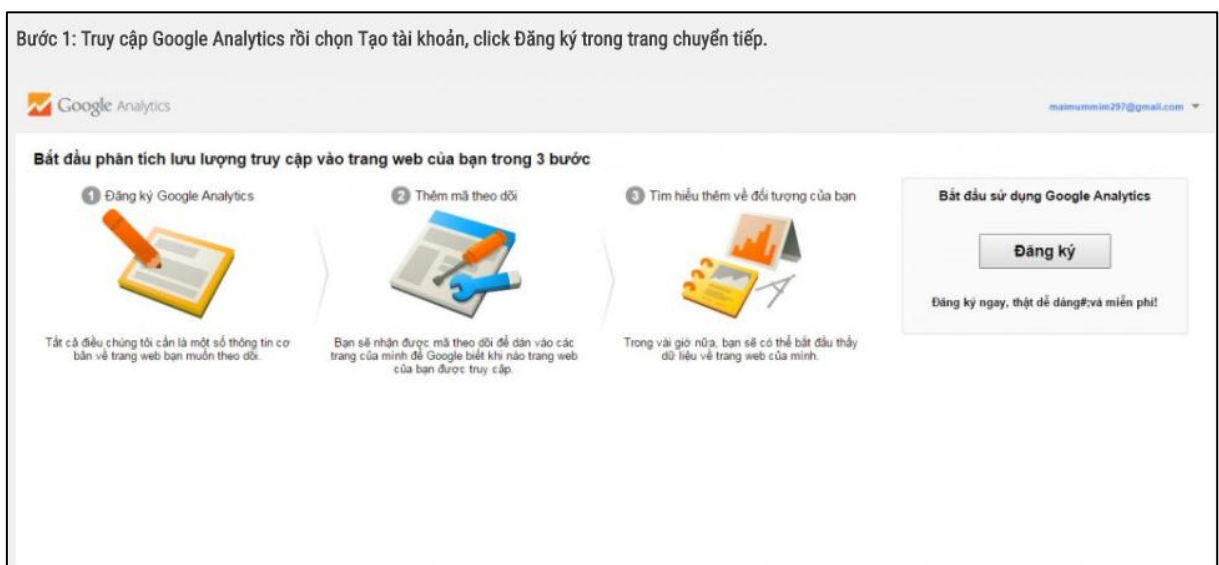 Bước 1: Truy cập Google Analytics rồi chọn Tạo tài khoản, click Đăng ký trong trang chuyển tiếp.
Google Analytics
maimummim297@gmail.com
Bắt đầu phân tích lưu lượng truy cập vào trang web của bạn trong 3 bước
1 Đăng ký Google Analytics
2 Thêm mã theo dõi
3 Tìm hiểu thêm về đối tượng của bạn
Tất cả điều chúng tôi cần là một số thông tin cơ
bản về trang web bạn muốn theo dõi.
Bạn sẽ nhận được mã theo dõi để dán vào các
trang của mình để Google biết khi nào trang web
của bạn được truy cập.
Trong vài giờ nữa, bạn sẽ có thể bắt đầu thấy
dữ liệu về trang web của mình.
Bắt đầu sử dụng Google Analytics
Đăng ký
Đăng ký ngay, thật dễ dàng#;và miễn phí!